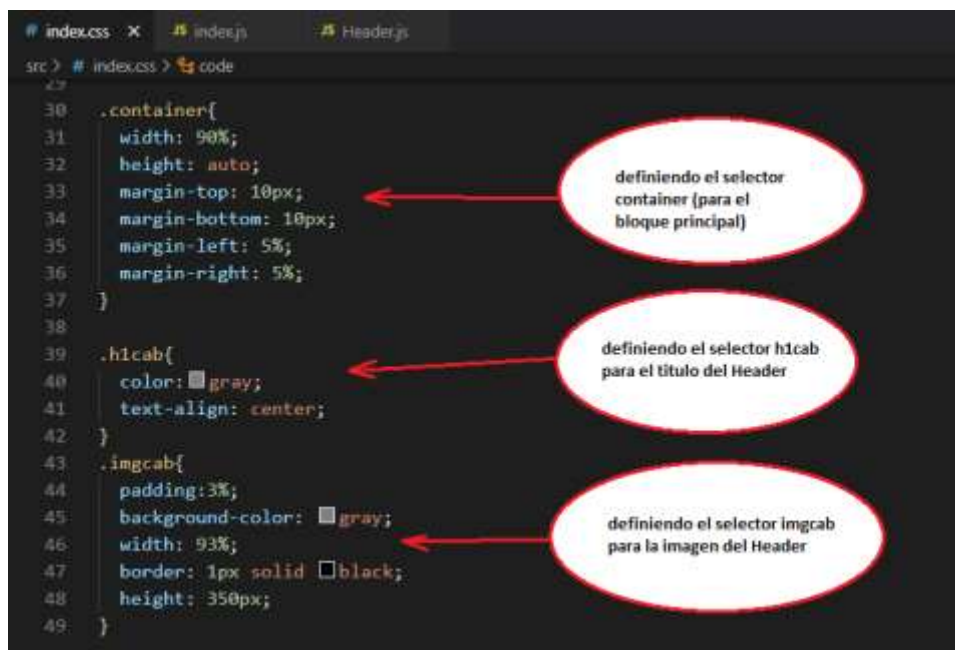 # index.css X JS index.js JS Header.js
src > # index.css > code
29
30 .container{
31 width: 90%;
32 height: auto;
33 margin-top: 10px;
34 margin-bottom: 10px;
35 margin-left: 5%;
36 margin-right: 5%;
37 }
38
39 .h1cab{
40 color: gray;
41 text-align: center;
42 }
43 .imgcab{
44 padding:3%;
45 background-color: gray;
46 width: 93%;
47 border: 1px solid black;
48 height: 350px;
49 }
definiendo el selector
container (para el
bloque principal)
definiendo el selector h1cab
para el titulo del Header
definiendo el selector imgcab
para la imagen del Header